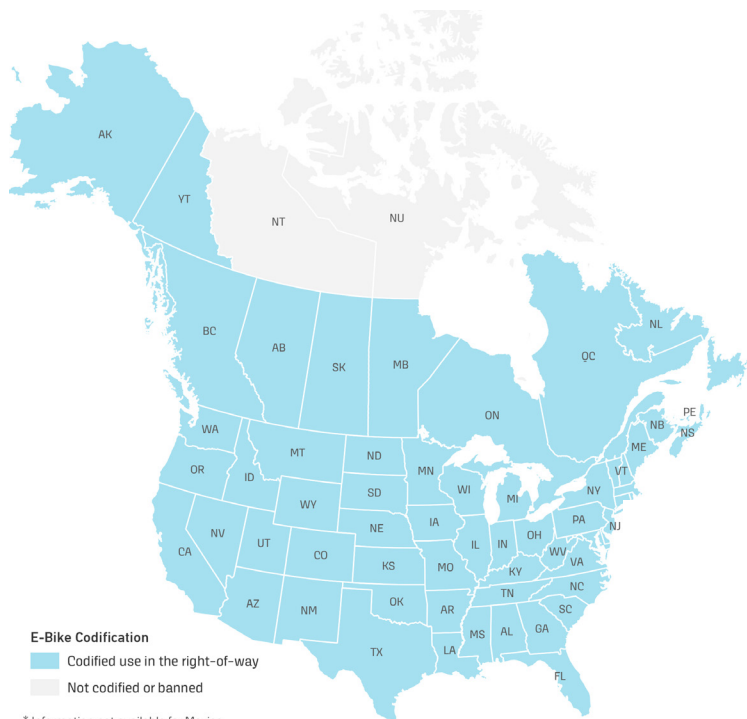 AK
YT
NT
NU
BC
AB
SK
MB
ON
QC
NL
PE
NB
NS
WA
MT
ND
MN
ME
VT
OR
ID
WY
SD
WI
MI
NY
NV
UT
CO
NE
IA
PA
NJ
CA
KS
MO
IL
IN
OH
WV
VA
KY
AZ
NM
OK
AR
TN
NC
SC
TX
LA
MS
AL
GA
FL
E-Bike Codification
Codified use in the right-of-way
Not codified or banned